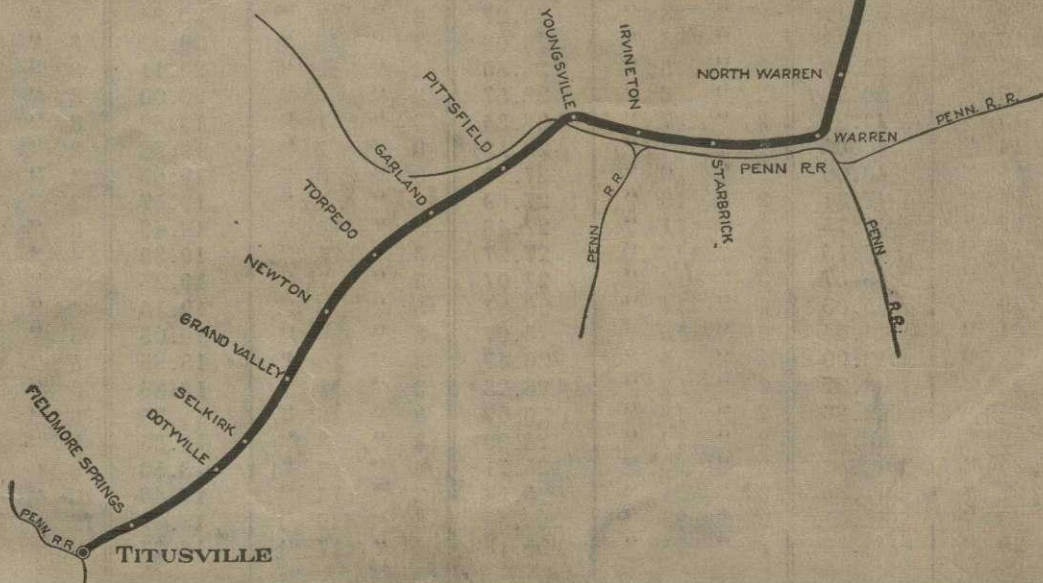 YOUNGSVILLE
IRVINETON
NORTH WARREN
PENN. R. R.
WARREN
PITTSFIELD
PENN R.R
GARLAND
STARBRICK
TORPEDO
PENN R R
PENN R.R.
NEWTON
GRAND VALLEY
SELKIRK
DOTYVILLE
FIELDMORE SPRINGS
PENN R.R.
TITUSVILLE